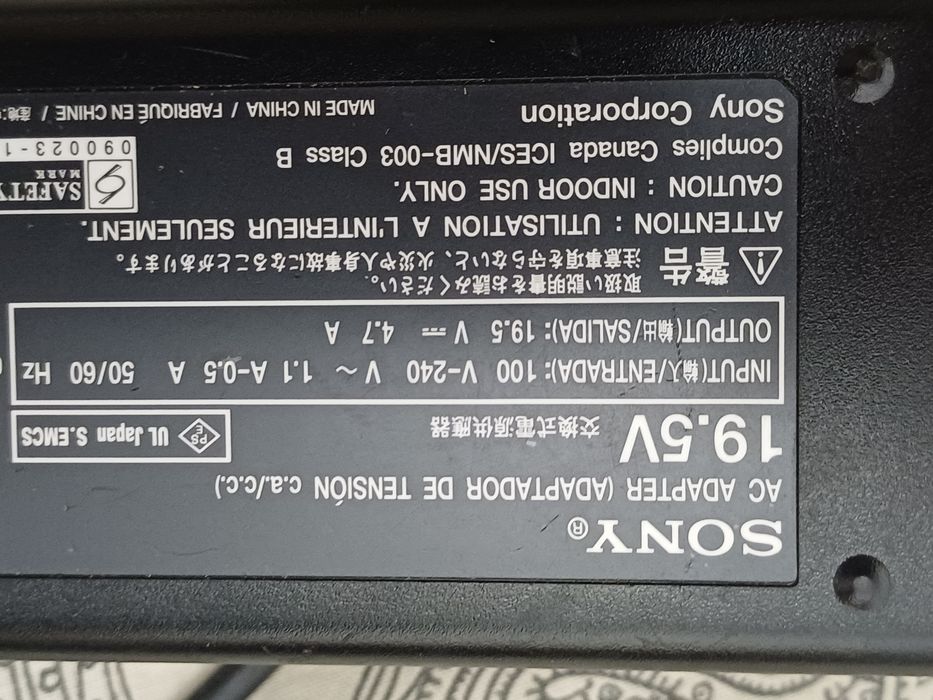 SONY®
AC ADAPTER (ADAPTADOR DE TENSIÓN c.a/c.c.)
19.5V 交換式電源供應器
PSE UL Japan S.EMCS
INPUT(輸入/ENTRADA): 100 V-240 V ~ 1.1 A-0.5 A 50/60 Hz
OUTPUT(輸出/SALIDA): 19.5 V ⎓ 4.7 A
⚠ 警告 取扱い説明書をお読みください。
注意事項を守らないと、火災や人身事故になることがあります。
ATTENTION : UTILISATION A L'INTERIEUR SEULEMENT.
CAUTION : INDOOR USE ONLY.
Complies Canada ICES/NMB-003 Class B
Sony Corporation
MADE IN CHINA / FABRIQUÉ EN CHINE / 產地:
SAFETY
MARK
090023-1